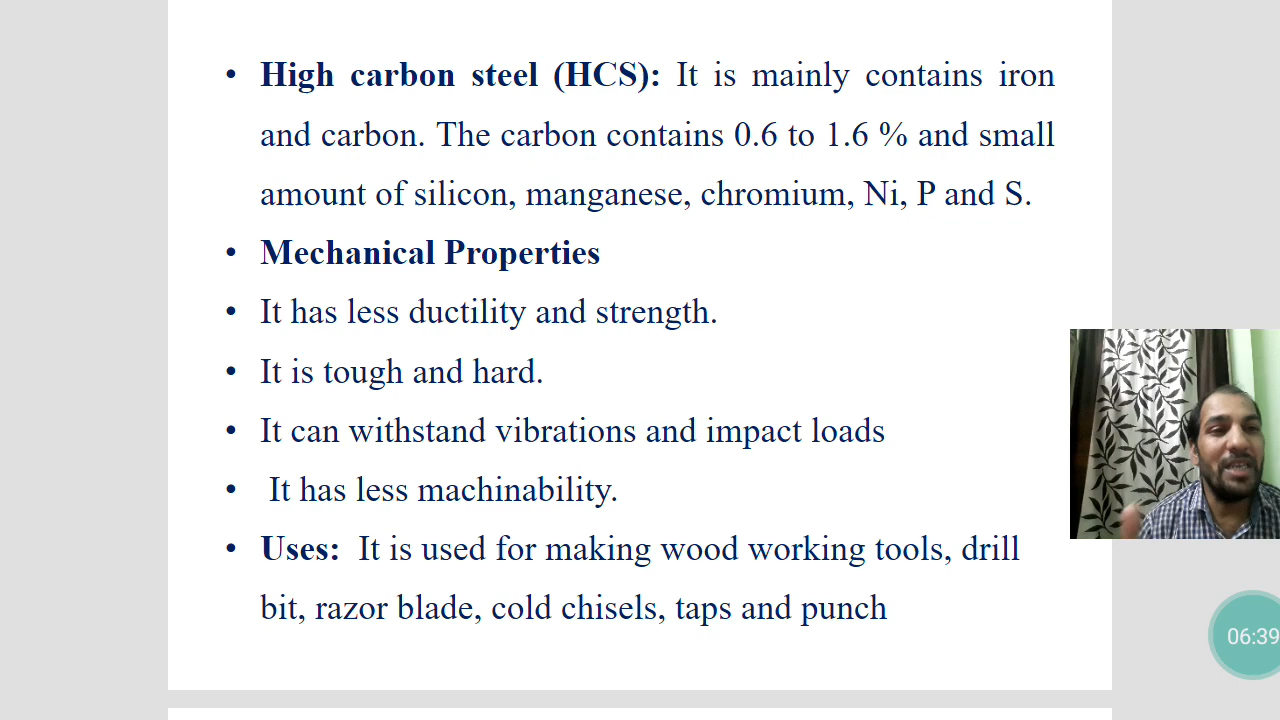 • High carbon steel (HCS): It is mainly contains iron
and carbon. The carbon contains 0.6 to 1.6 % and small
amount of silicon, manganese, chromium, Ni, P and S.
• Mechanical Properties
• It has less ductility and strength.
• It is tough and hard.
• It can withstand vibrations and impact loads
• It has less machinability.
• Uses: It is used for making wood working tools, drill
bit, razor blade, cold chisels, taps and punch
06:39